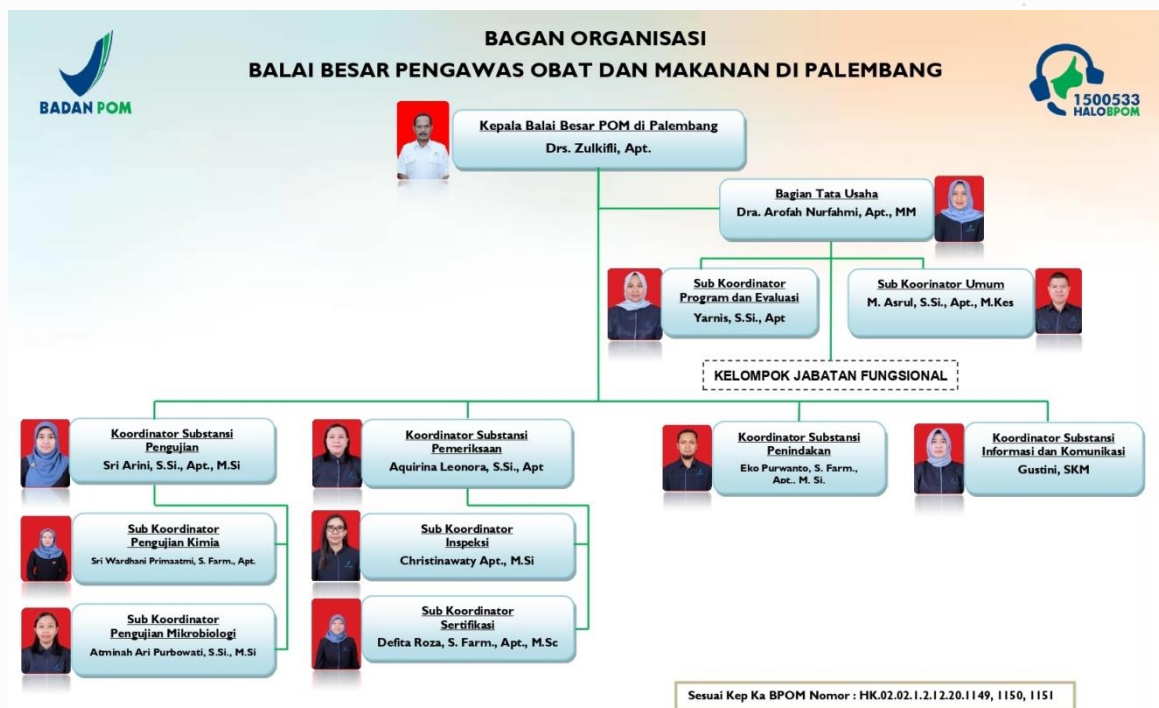 BAGAN ORGANISASI
BALAI BESAR PENGAWAS OBAT DAN MAKANAN DI PALEMBANG
BADAN POM
1500533
HALOBPOM
Kepala Balai Besar POM di Palembang
Drs. Zulkifli, Apt.
Bagian Tata Usaha
Dra. Arofah Nurfahmi, Apt., MM
Sub Koordinator
Program dan Evaluasi
Yarnis, S.Si., Apt
Sub Koorinator Umum
M. Asrul, S.Si., Apt., M.Kes
KELOMPOK JABATAN FUNGSIONAL
Koordinator Substansi
Pengujian
Sri Arini, S.Si, Apt., M.Si
Koordinator Substansi
Pemeriksaan
Aquirina Leonora, S.Si., Apt
Koordinator Substansi
Penindakan
Eko Purwanto, S. Farm.,
Apt., M. Si.
Koordinator Substansi
Informasi dan Komunikasi
Gustini, SKM
Sub Koordinator
Pengujian Kimia
Sri Wardhani Primaatmi, S. Farm., Apt.
Sub Koordinator
Inspeksi
Christinawaty Apt., M.Si
Sub Koordinator
Pengujian Mikrobiologi
Atminah Ari Purbowati, S.Si., M.Si
Sub Koordinator
Sertifikasi
Defita Roza, S. Farm., Apt., M.Sc
Sesuai Kep Ka BPOM Nomor : HK.02.02.1.2.12.20.1149, 1150, 1151